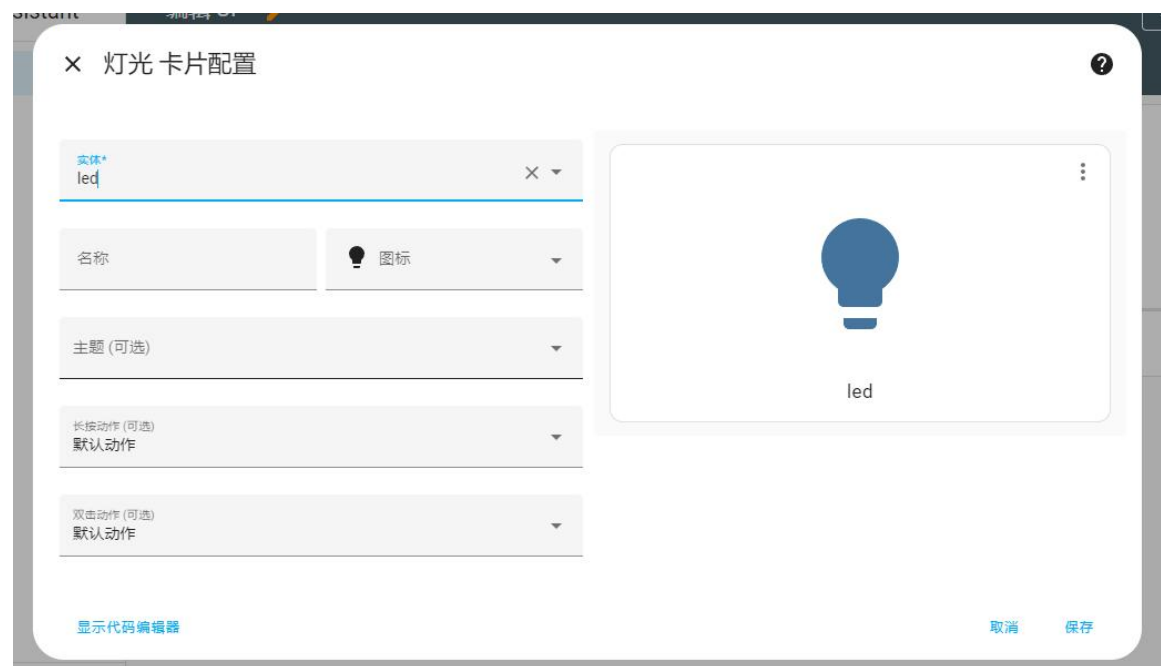 灯光 卡片配置
实体*
led
名称
图标
主题 (可选)
长按动作 (可选)
默认动作
双击动作 (可选)
默认动作
led
显示代码编辑器
取消
保存